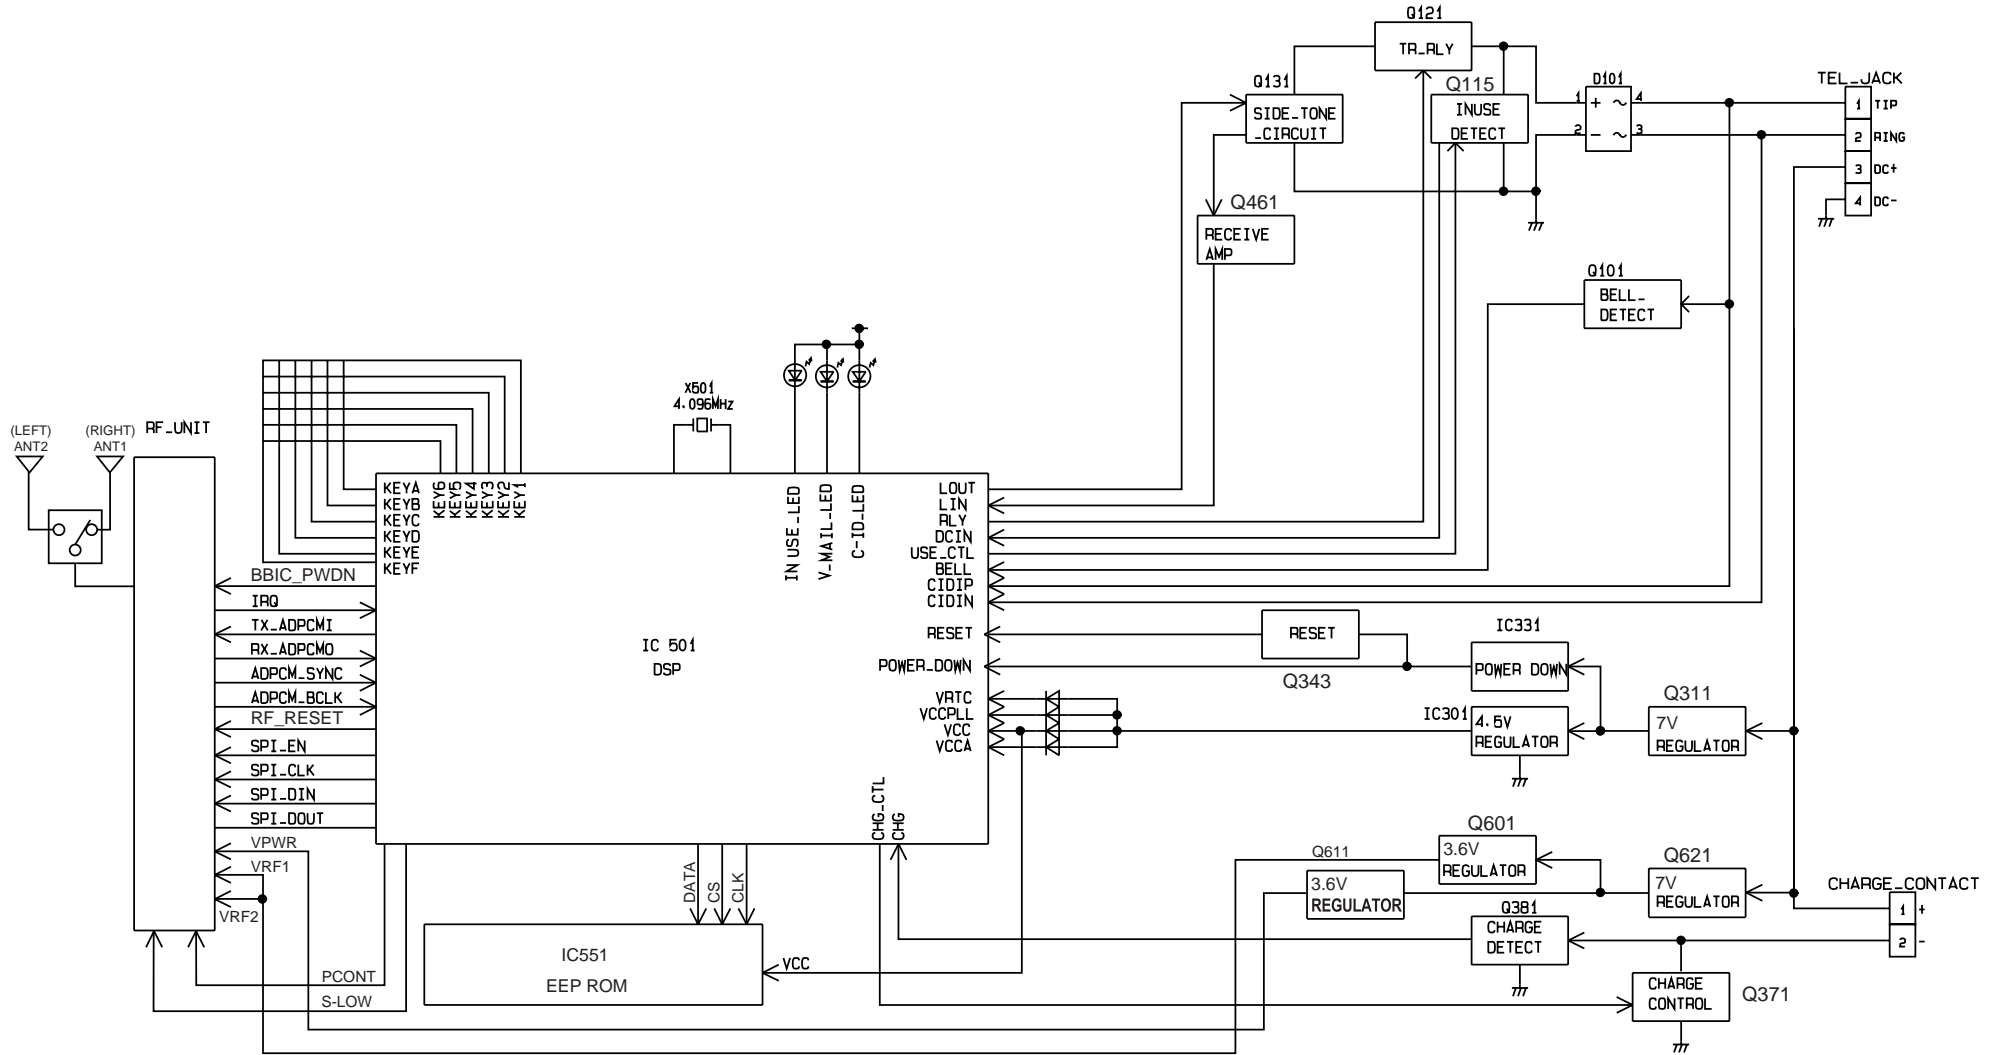 Q121
TR_RLY
Q131
SIDE_TONE
_CIRCUIT
Q115
INUSE
DETECT
D101
1 + ~ 4
2 - ~ 3
TEL_JACK
1 TIP
2 RING
3 DC+
4 DC-
Q461
RECEIVE
AMP
Q101
BELL_
DETECT
X501
4.096MHz
(LEFT)
ANT2
(RIGHT)
ANT1
RF_UNIT
KEYA
KEYB
KEYC
KEYD
KEYE
KEYF
KEY6
KEY5
KEY4
KEY3
KEY2
KEY1
IN USE_LED
V_MAIL_LED
C-ID_LED
LOUT
LIN
RLY
DCIN
USE_CTL
BELL
CIDIP
CIDIN
RESET
POWER_DOWN
VRTC
VCCPLL
VCC
VCCA
CHG_CTL
CHG
IC 501
DSP
BBIC_PWDN
IRQ
TX_ADPCMI
RX_ADPCMO
ADPCM_SYNC
ADPCM_BCLK
RF_RESET
SPI_EN
SPI_CLK
SPI_DIN
SPI_DOUT
VPWR
VRF1
VRF2
PCONT
S-LOW
DATA
CS
CLK
IC551
EEP ROM
VCC
RESET
Q343
IC331
POWER DOWN
IC301
4.5V
REGULATOR
Q311
7V
REGULATOR
Q601
3.6V
REGULATOR
Q611
3.6V
REGULATOR
Q621
7V
REGULATOR
CHARGE_CONTACT
1 +
2 -
Q381
CHARGE
DETECT
CHARGE
CONTROL
Q371